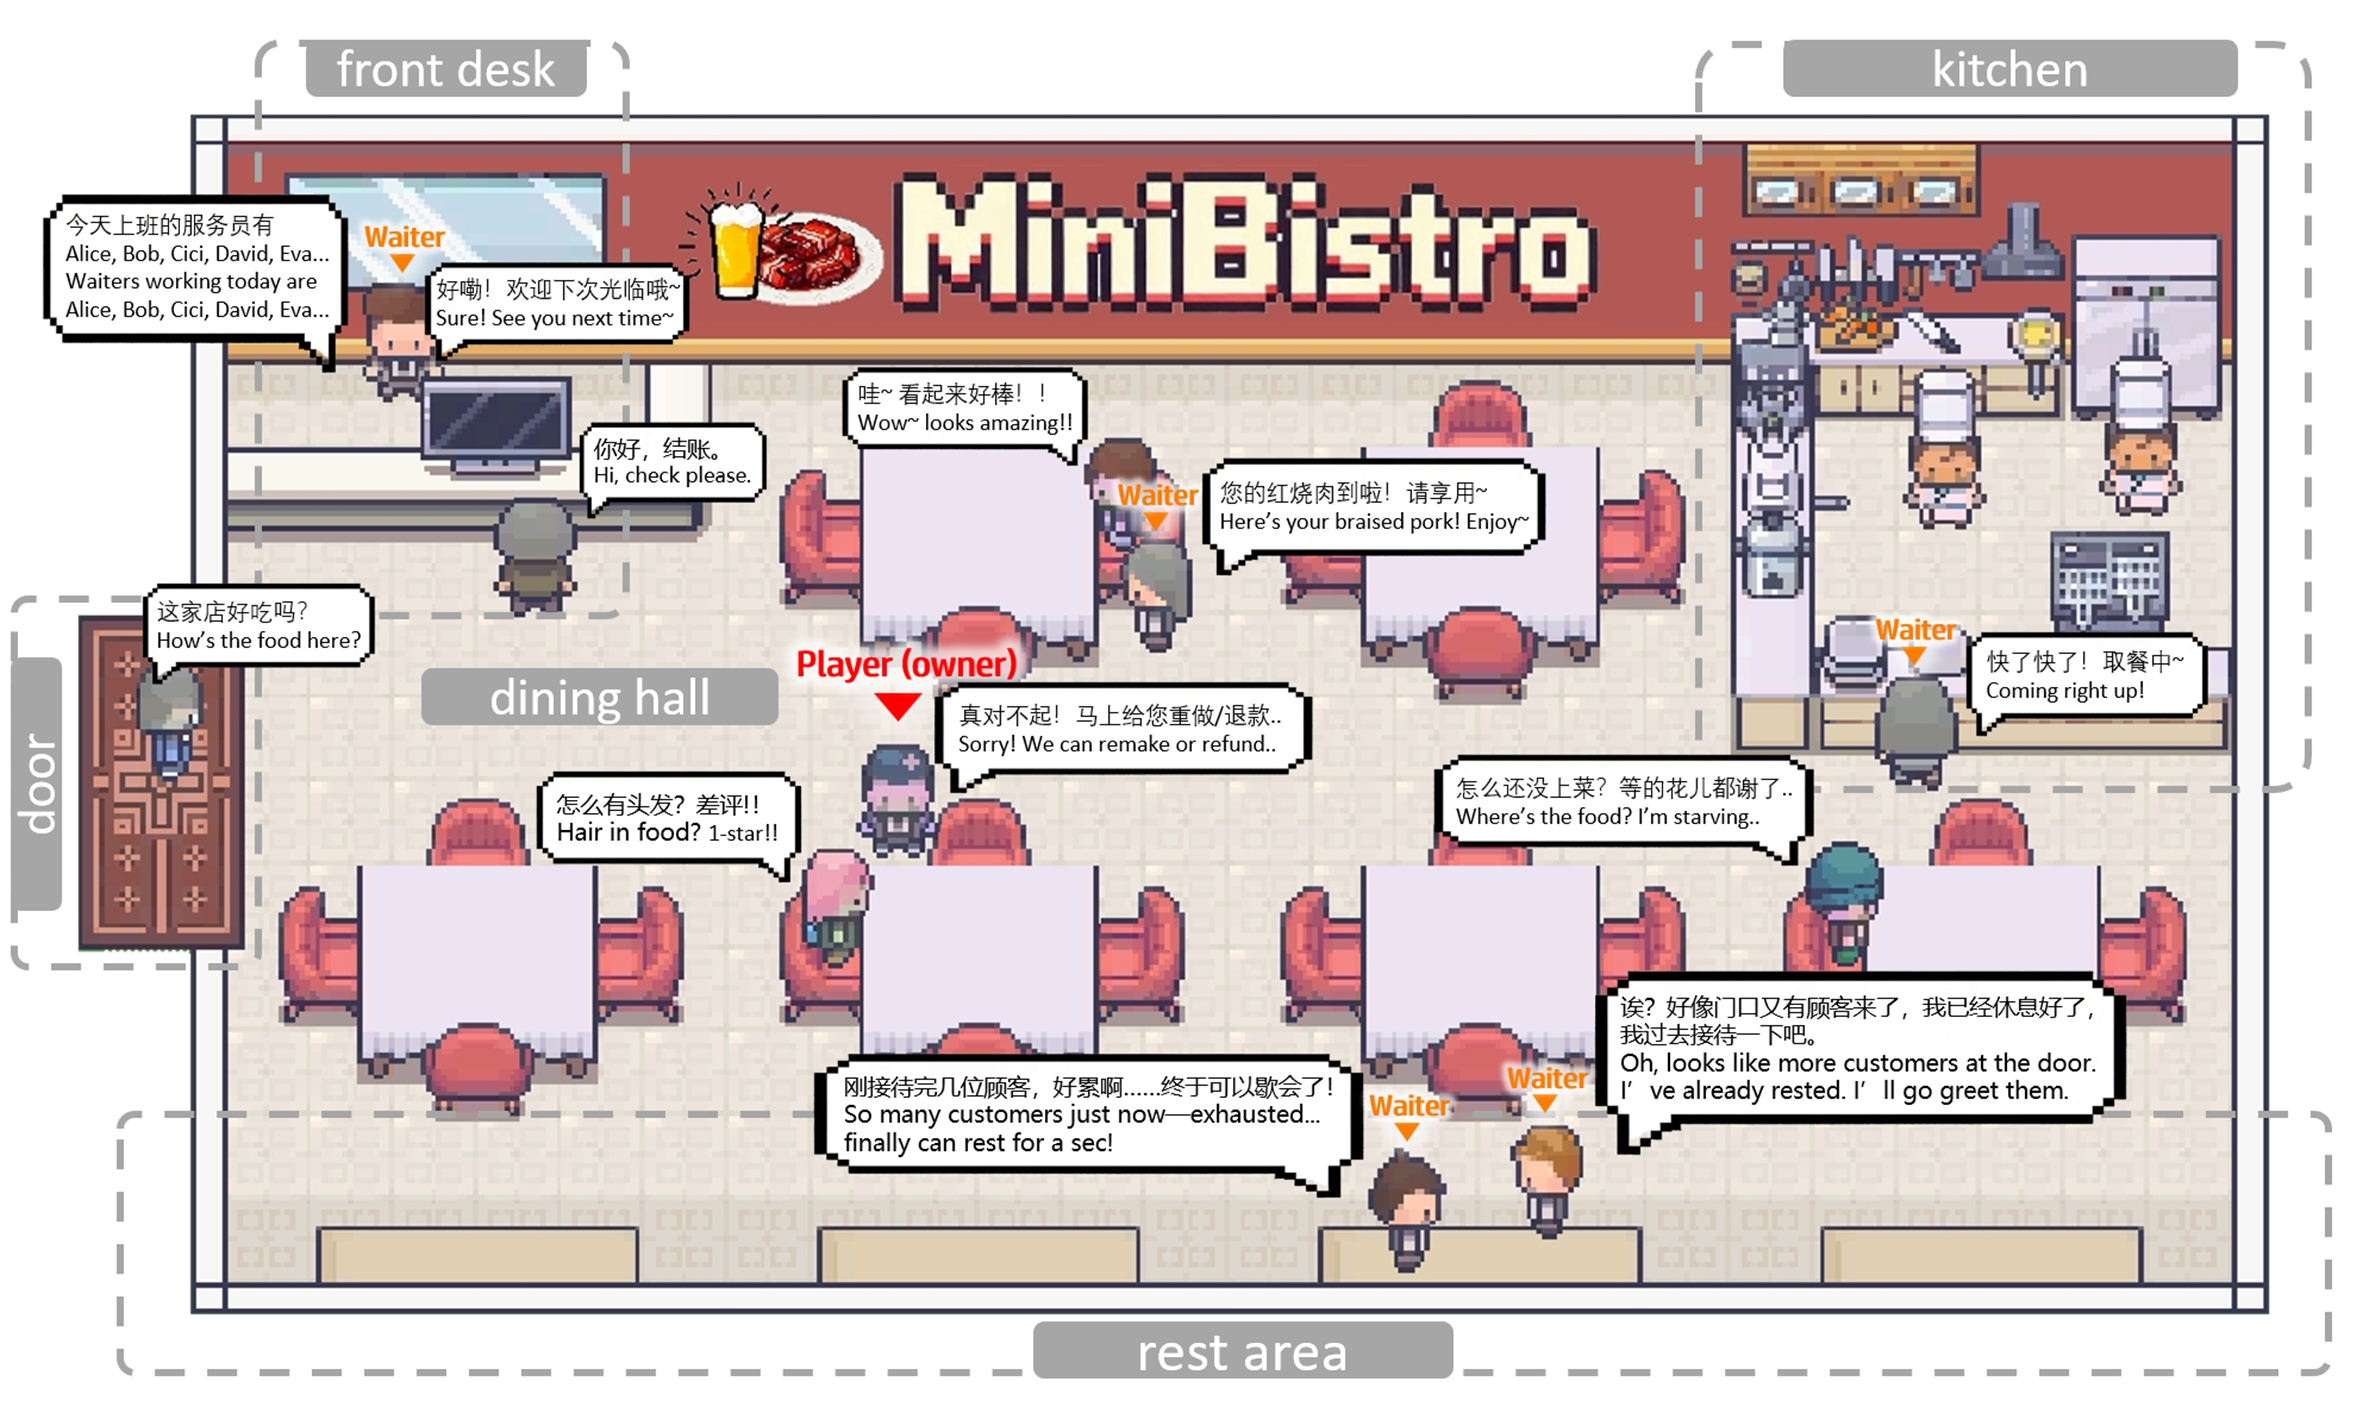 front desk
kitchen
MiniBistro
今天上班的服务员有
Alice, Bob, Cici, David, Eva...
Waiters working today are
Alice, Bob, Cici, David, Eva...
Waiter
好嘞！欢迎下次光临哦~
Sure! See you next time~
哇~ 看起来好棒！！
Wow~ looks amazing!!
你好，结账。
Hi, check please.
Waiter
您的红烧肉到啦！请享用~
Here's your braised pork! Enjoy~
这家店好吃吗？
How's the food here?
door
dining hall
Player (owner)
真对不起！马上给您重做/退款..
Sorry! We can remake or refund..
Waiter
快了快了！取餐中~
Coming right up!
怎么有头发？差评!!
Hair in food? 1-star!!
怎么还没上菜？等的花儿都谢了..
Where's the food? I'm starving..
刚接待完几位顾客，好累啊......终于可以歇会了!
So many customers just now—exhausted...
finally can rest for a sec!
Waiter
Waiter
诶？好像门口又有顾客来了，我已经休息好了，
我过去接待一下吧。
Oh, looks like more customers at the door.
I' ve already rested. I' ll go greet them.
rest area